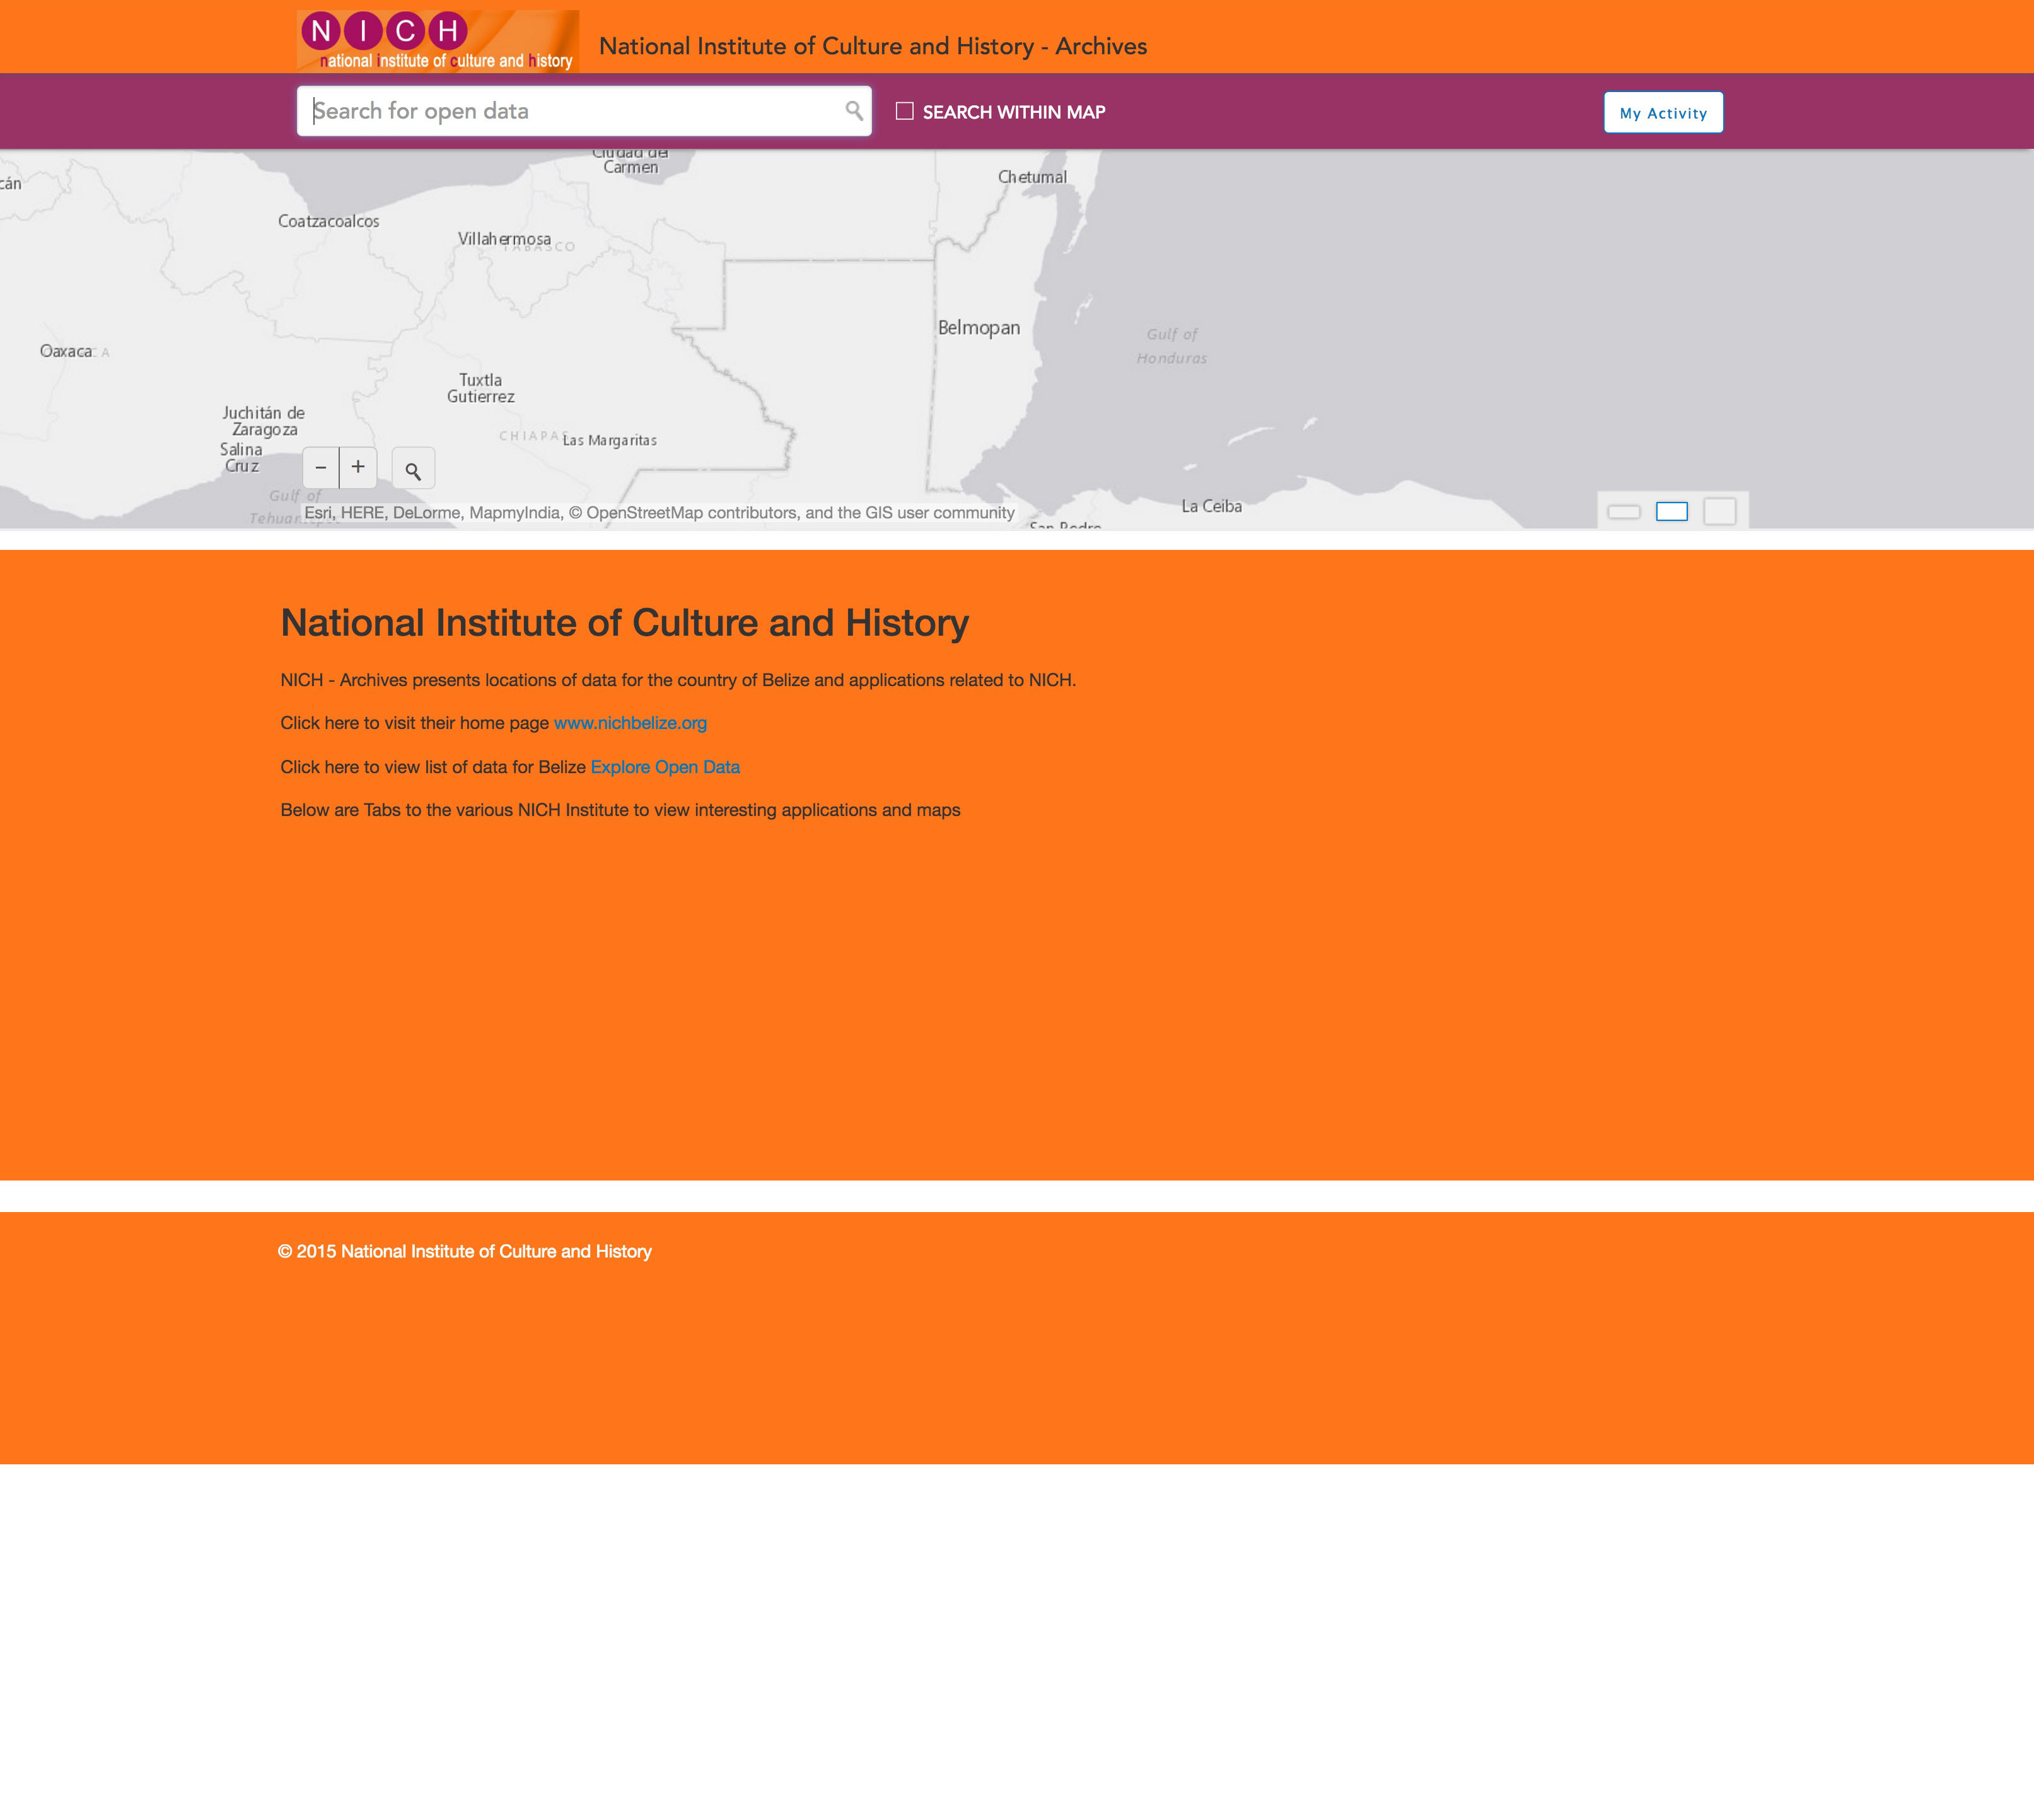 NICH
national institute of culture and history
National Institute of Culture and History - Archives
Search for open data
SEARCH WITHIN MAP
My Activity
Ciudad del
Carmen
Chetumal
cán
Coatzacoalcos
Villahermosa
TABASCO
Belmopan
Gulf of
Honduras
Oaxaca
Tuxtla
Gutierrez
Juchitán de
Zaragoza
CHIAPAS
Las Margaritas
Salina
Cruz
- +
Gulf of
La Ceiba
Esri, HERE, DeLorme, MapmyIndia, © OpenStreetMap contributors, and the GIS user community
San Pedro
National Institute of Culture and History
NICH - Archives presents locations of data for the country of Belize and applications related to NICH.
Click here to visit their home page www.nichbelize.org
Click here to view list of data for Belize Explore Open Data
Below are Tabs to the various NICH Institute to view interesting applications and maps
© 2015 National Institute of Culture and History